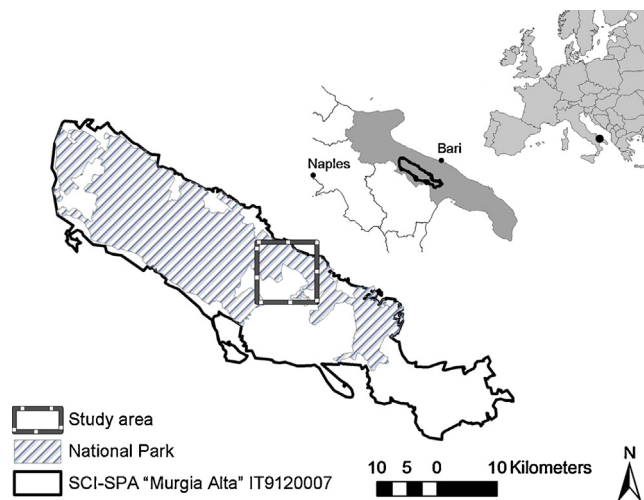 Bari
Naples
Study area
National Park
SCI-SPA “Murgia Alta” IT9120007
10 5 0 10 Kilometers
N